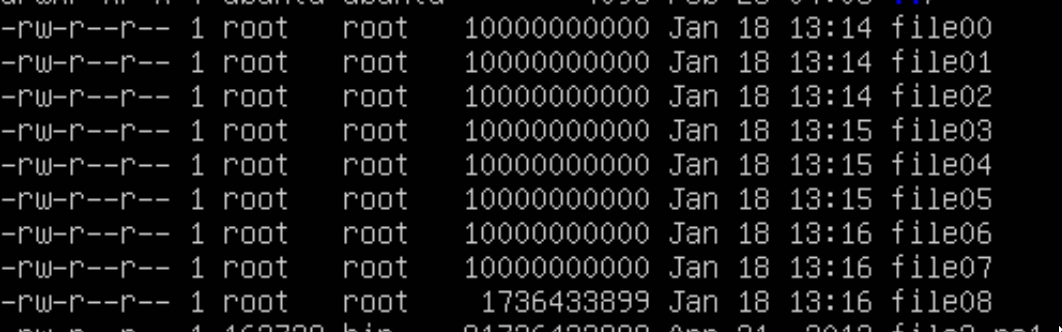 -rw-r--r-- 1 root root 10000000000 Jan 18 13:14 file00
-rw-r--r-- 1 root root 10000000000 Jan 18 13:14 file01
-rw-r--r-- 1 root root 10000000000 Jan 18 13:14 file02
-rw-r--r-- 1 root root 10000000000 Jan 18 13:15 file03
-rw-r--r-- 1 root root 10000000000 Jan 18 13:15 file04
-rw-r--r-- 1 root root 10000000000 Jan 18 13:15 file05
-rw-r--r-- 1 root root 10000000000 Jan 18 13:16 file06
-rw-r--r-- 1 root root 10000000000 Jan 18 13:16 file07
-rw-r--r-- 1 root root 1736433899 Jan 18 13:16 file08